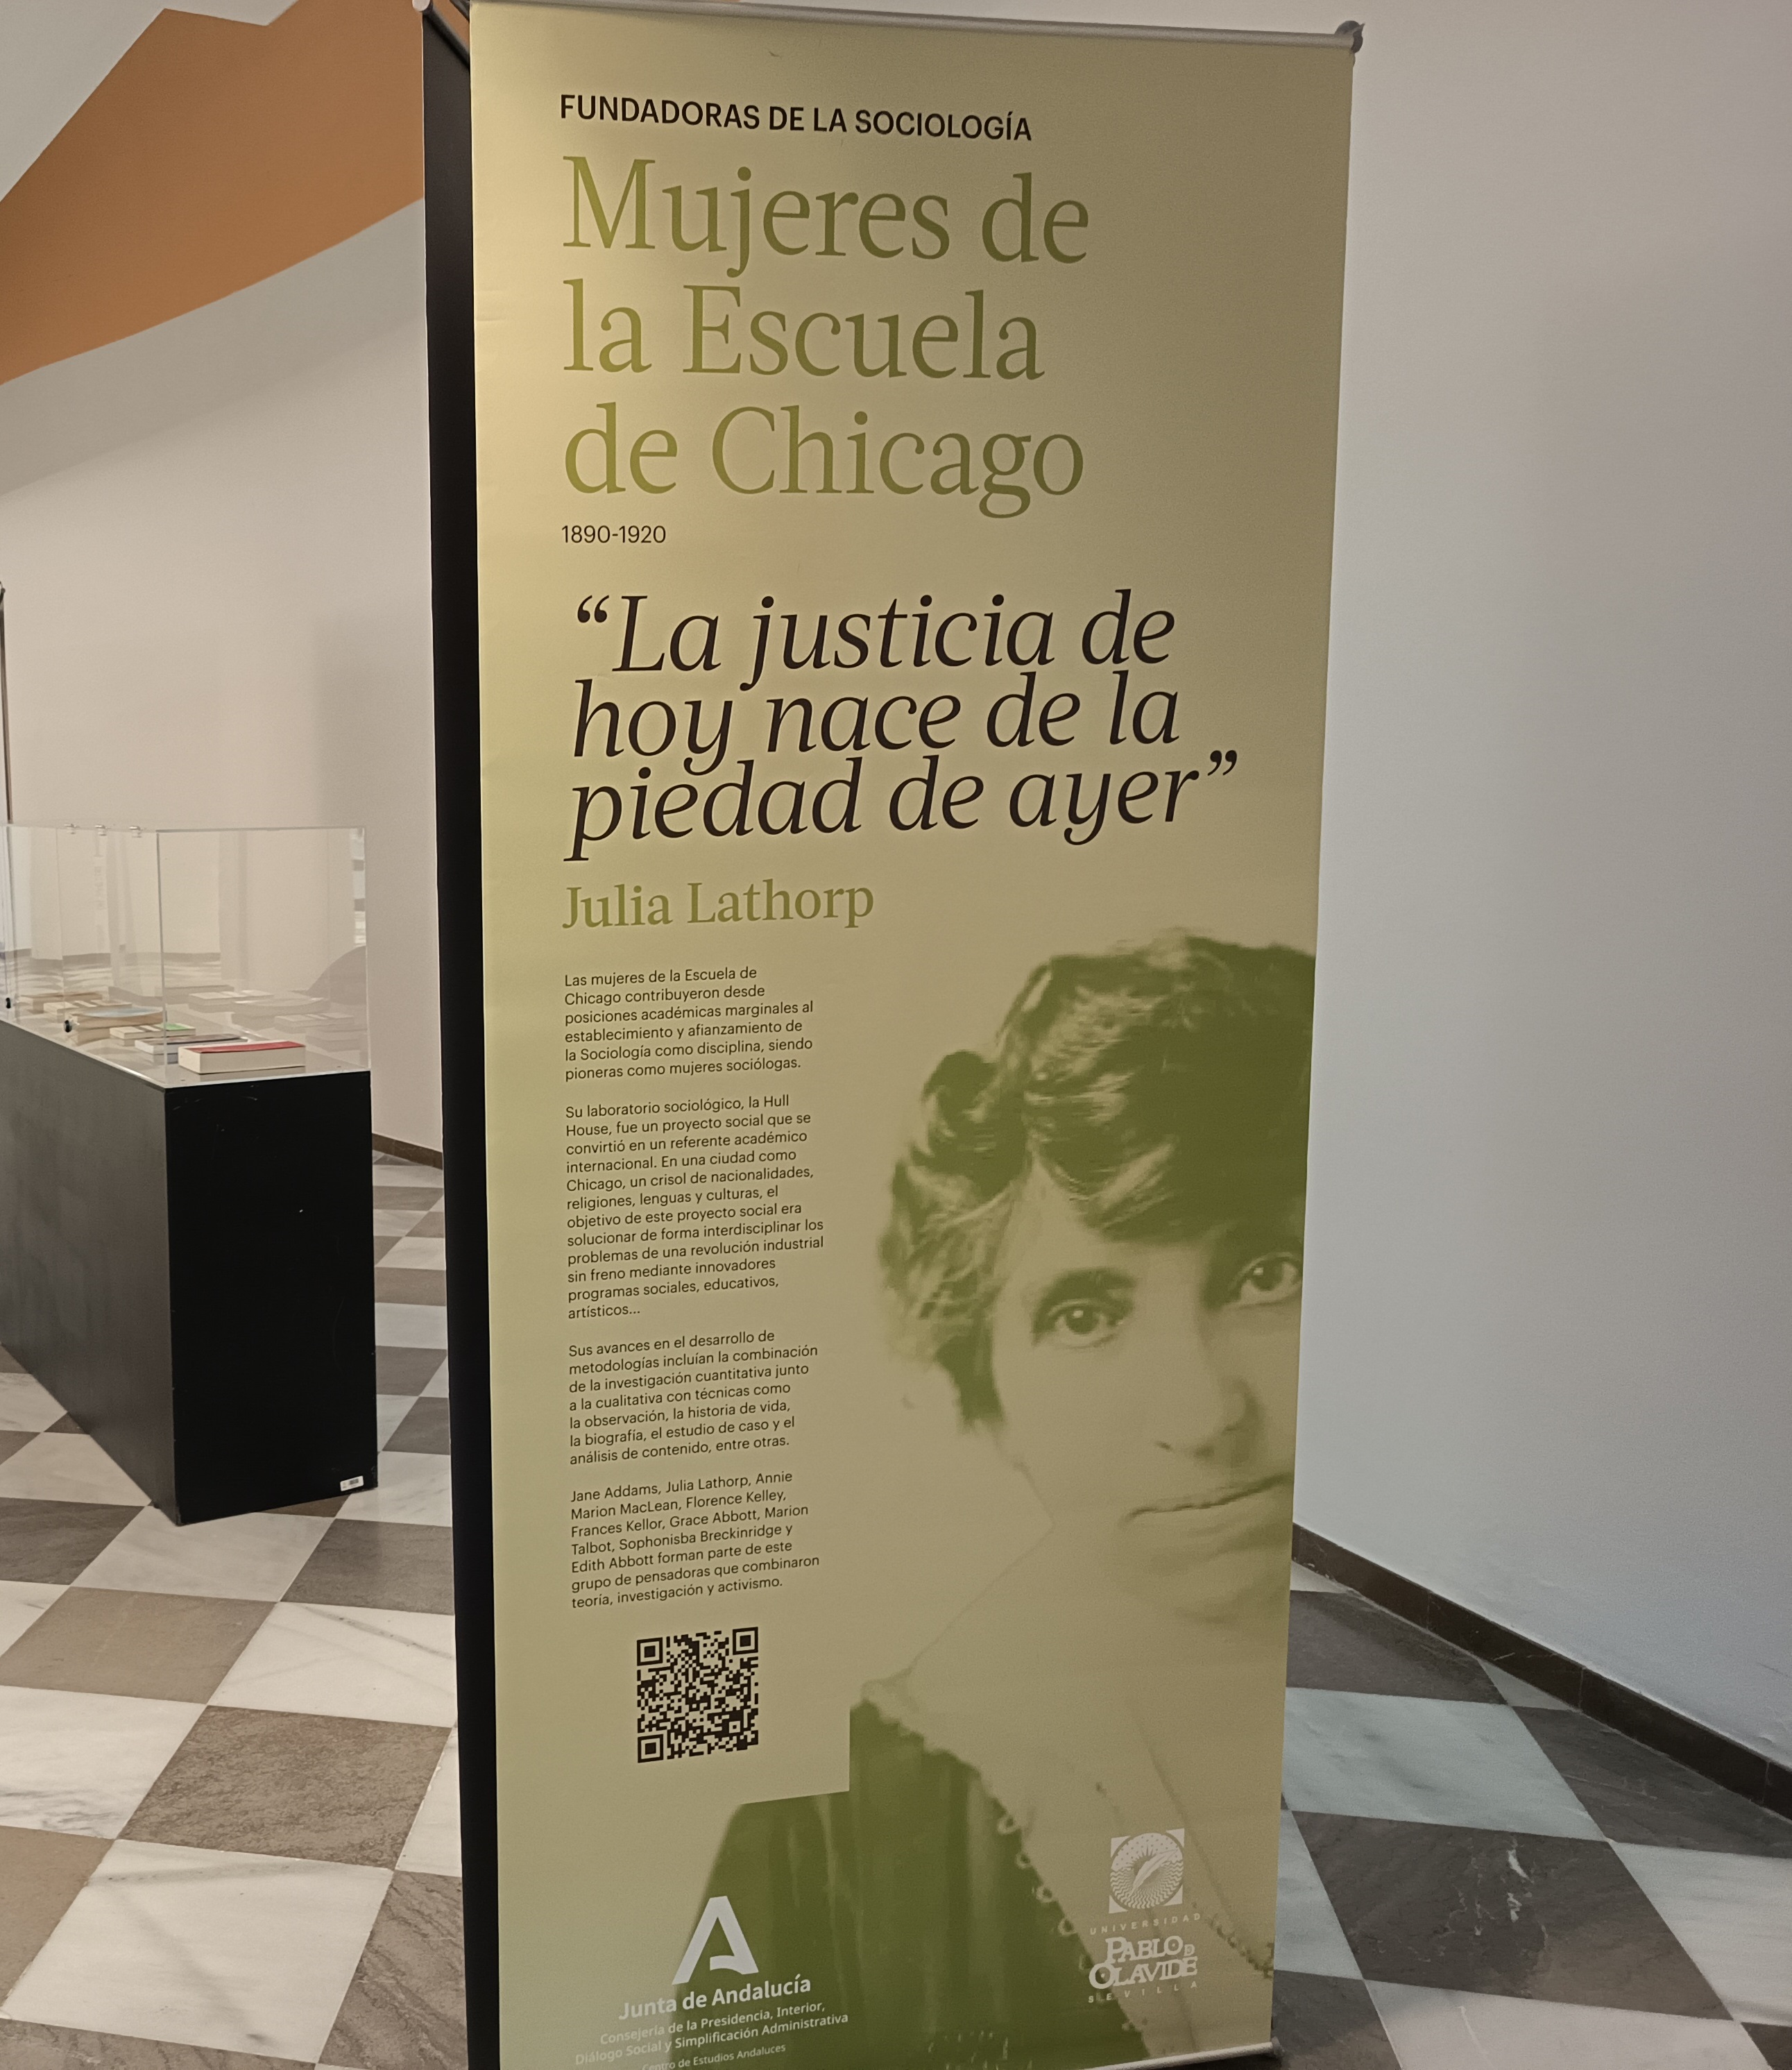 FUNDADORAS DE LA SOCIOLOGÍA
Mujeres de
la Escuela
de Chicago
1890-1920
“La justicia de
hoy nace de la
piedad de ayer”
Julia Lathorp
Las mujeres de la Escuela de
Chicago contribuyeron desde
posiciones académicas marginales al
establecimiento y afianzamiento de
la Sociología como disciplina, siendo
pioneras como mujeres sociólogas.
Su laboratorio sociológico, la Hull
House, fue un proyecto social que se
convirtió en un referente académico
internacional. En una ciudad como
Chicago, un crisol de nacionalidades,
religiones, lenguas y culturas, el
objetivo de este proyecto social era
solucionar de forma interdisciplinar los
problemas de una revolución industrial
sin freno mediante innovadores
programas sociales, educativos,
artísticos...
Sus avances en el desarrollo de
metodologías incluían la combinación
de la investigación cuantitativa junto
a la cualitativa con técnicas como
la observación, la historia de vida,
la biografía, el estudio de caso y el
análisis de contenido, entre otras.
Jane Addams, Julia Lathorp, Annie
Marion MacLean, Florence Kelley,
Frances Kellor, Grace Abbott, Marion
Talbot, Sophonisba Breckinridge y
Edith Abbott forman parte de este
grupo de pensadoras que combinaron
teoría, investigación y activismo.
Junta de Andalucía
Consejería de la Presidencia, Interior,
Diálogo Social y Simplificación Administrativa
Centro de Estudios Andaluces
UNIVERSIDAD
PABLO D
OLAVIDE
SEVILLA